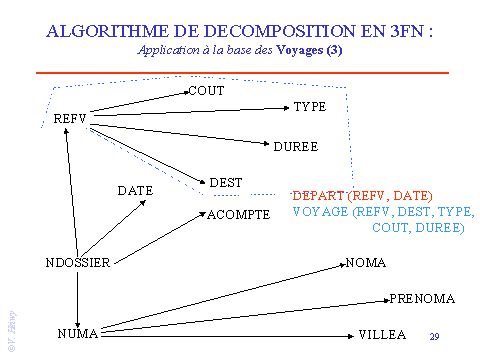 ALGORITHME DE DECOMPOSITION EN 3FN :
Application à la base des Voyages (3)
COUT
TYPE
REFV
DUREE
DEST
DATE
ACOMPTE
DEPART (REFV, DATE)
VOYAGE (REFV, DEST, TYPE,
COUT, DUREE)
NDOSSIER
NOMA
PRENOMA
NUMA
VILLEA
29